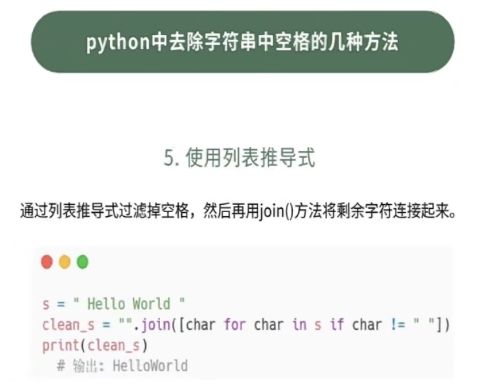 python中去除字符串中空格的几种方法
5. 使用列表推导式
通过列表推导式过滤掉空格，然后再用join()方法将剩余字符连接起来。
s = " Hello World "
clean_s = "".join([char for char in s if char != " "])
print(clean_s)
# 输出: HelloWorld